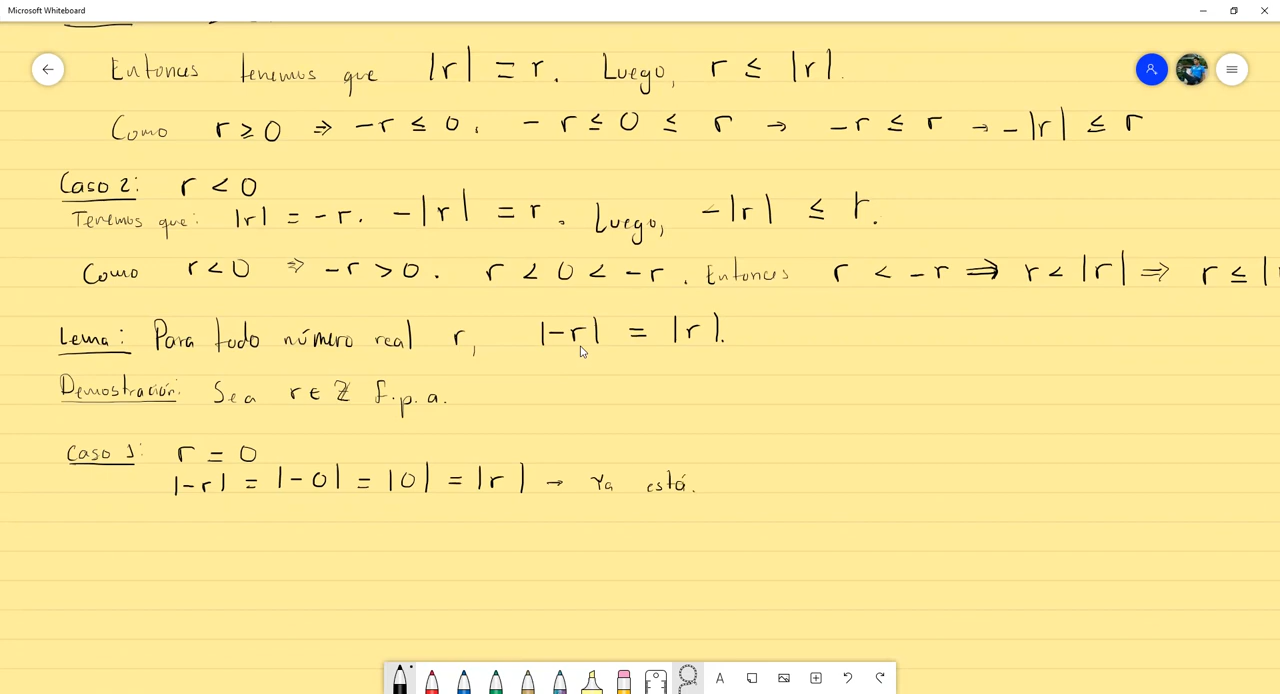 Microsoft Whiteboard
Entonces tenemos que |r| = r. Luego, r ≤ |r|.
Como r ≥ 0 ⇒ -r ≤ 0. -r ≤ 0 ≤ r → -r ≤ r → -|r| ≤ r
Caso 2: r < 0
Tenemos que: |r| = -r. -|r| = r. Luego, -|r| ≤ r.
Como r < 0 ⇒ -r > 0. r < 0 < -r. Entonces r < -r ⇒ r < |r| ⇒ r ≤ |
Lema: Para todo número real r, |-r| = |r|.
Demostración: Sea r ∈ ℤ f.p.a.
Caso 1: r = 0
|-r| = |-0| = |0| = |r| → Ya está.
A